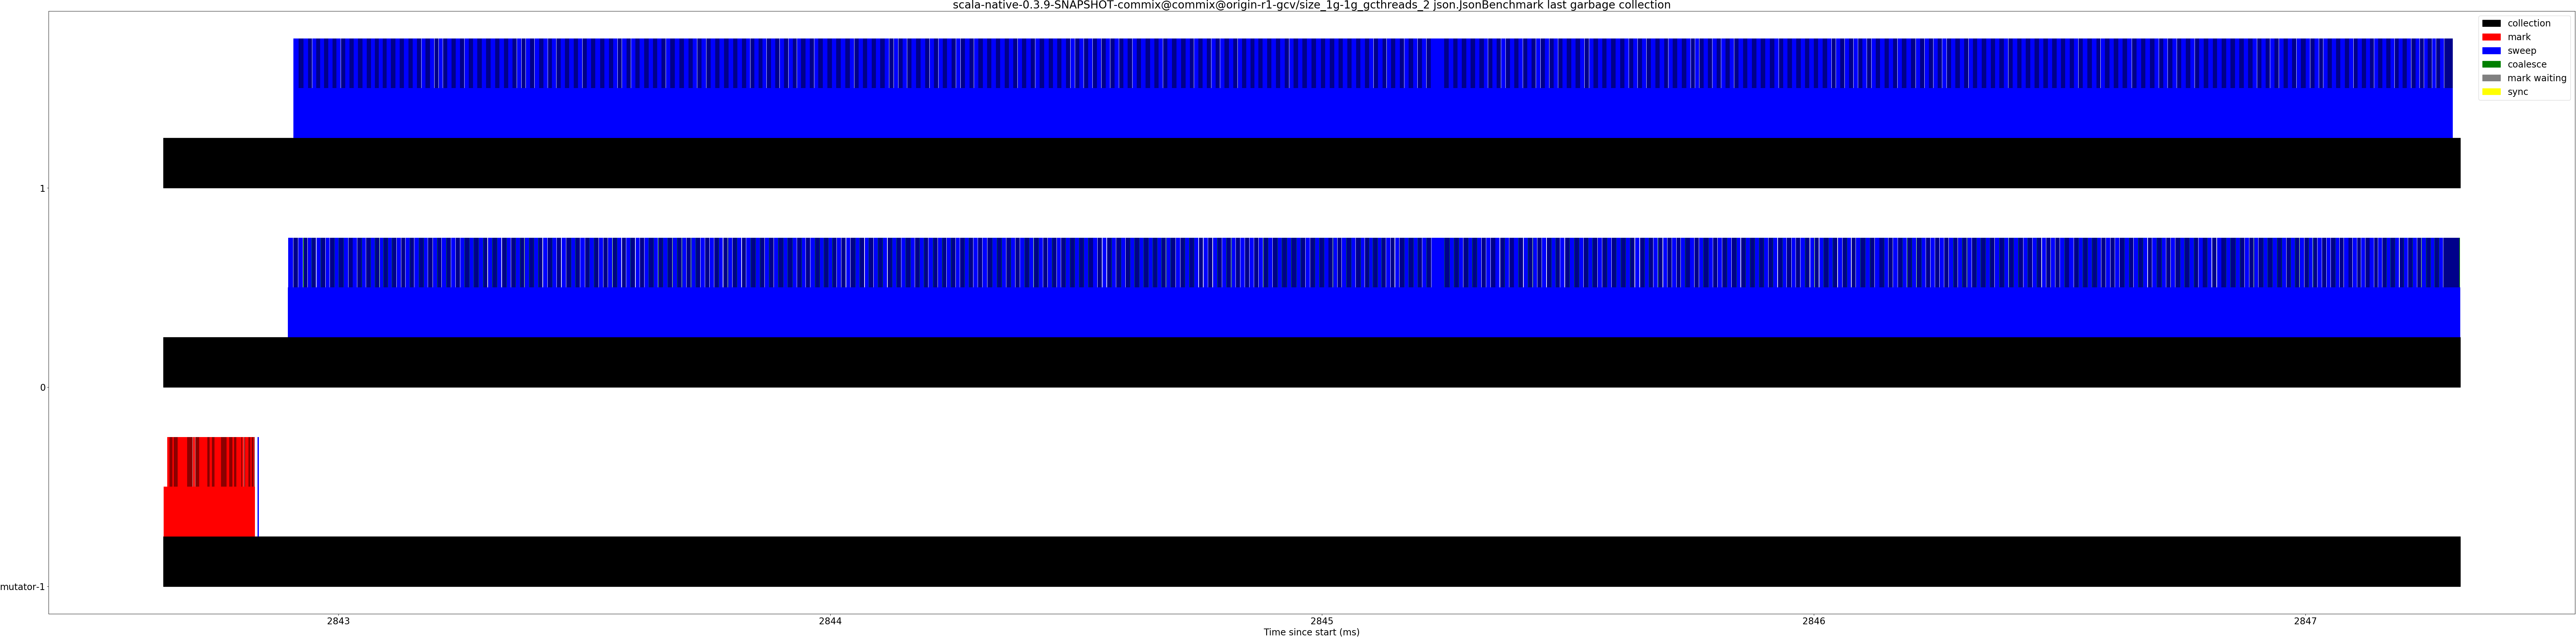 scala-native-0.3.9-SNAPSHOT-commix@commix@origin-r1-gcv/size_1g-1g_gcthreads_2 json.JsonBenchmark last garbage collection
collection
mark
sweep
coalesce
mark waiting
sync
1
0
mutator-1
2843
2844
2845
2846
2847
Time since start (ms)